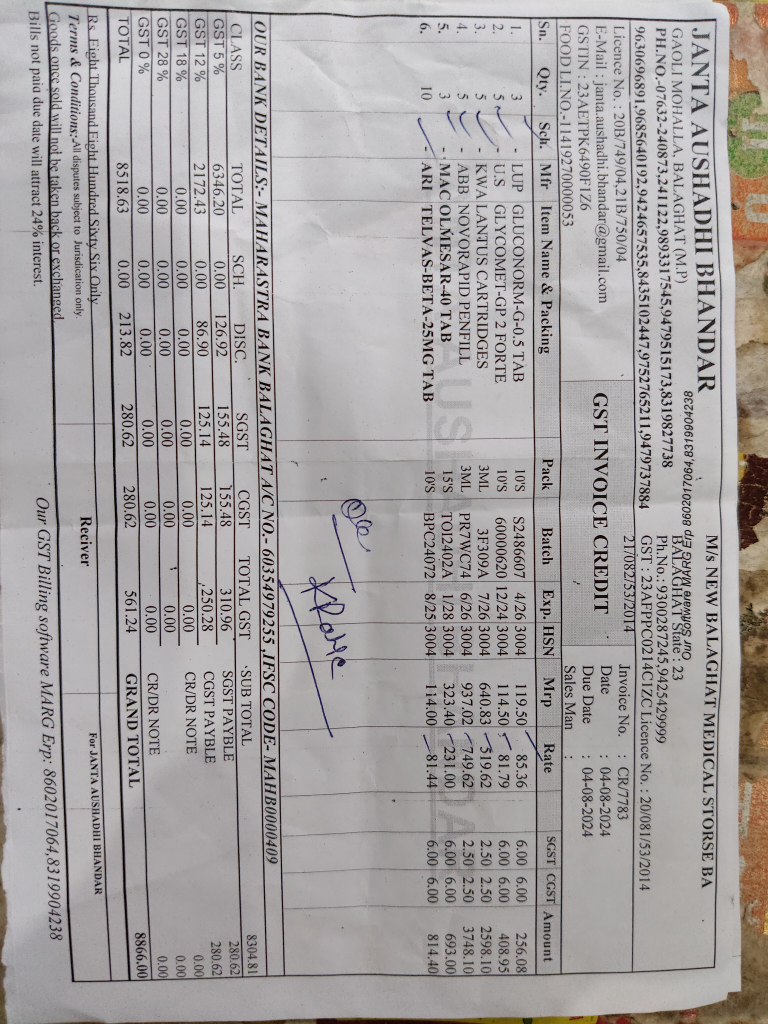 JANTA AUSHADHI BHANDAR
GAOLI MOHALLA, BALAGHAT (M.P)
PH.NO.-07632-240873,241122,9893317545,9479515173,8319827738
9630696891,9685640192,9424657535,8435102447,9752765211,9479737884
Licence No. : 20B/749/04,21B/750/04
E-Mail : janta.aushadhi.bhandar@gmail.com
GSTIN : 23AETPK6490F1Z6
FOOD LI.NO.-11419270000053
Our Software MARG Erp 8602017064,8319904238
GST INVOICE CREDIT
M/s NEW BALAGHAT MEDICAL STORSE BA
BALAGHAT State : 23
Ph.No.: 9300287245,9425429999
GST : 23AFPPC0214C1ZC Licence No. : 20/081/53/2014
21/082/53/2014
Invoice No. : CR/7783
Date : 04-08-2024
Due Date : 04-08-2024
Sales Man :
Sn. Qty. Sch. Mfr Item Name & Packing Pack Batch Exp. HSN Mrp Rate SGST CGST Amount
1. 3 - LUP GLUCONORM-G-0.5 TAB 10'S S2486607 4/26 3004 119.50 85.36 6.00 6.00 256.08
2. 5 - U.S GLYCOMET-GP 2 FORTE 10'S 60000620 12/24 3004 114.50 81.79 6.00 6.00 408.95
3. 5 - KWA LANTUS CARTRIDGES 3ML 3F309A 7/26 3004 640.83 519.62 2.50 2.50 2598.10
4. 5 - ABB NOVORAPID PENFILL 3ML PR7WC74 6/26 3004 937.02 749.62 2.50 2.50 3748.10
5. 3 - MAC OLMESAR-40 TAB 15'S TO12402A 1/28 3004 323.40 231.00 6.00 6.00 693.00
6. 10 - ARI TELVAS-BETA-25MG TAB 10'S BPC24072 8/25 3004 114.00 81.44 6.00 6.00 814.40
OUR BANK DETAILS:- MAHARASTRA BANK BALAGHAT A/C NO.- 60354979255 ,IFSC CODE- MAHB0000409
CLASS TOTAL SCH. DISC. SGST CGST TOTAL GST
GST 5 % 6346.20 0.00 126.92 155.48 155.48 310.96
GST 12 % 2172.43 0.00 86.90 125.14 125.14 250.28
GST 18 % 0.00 0.00 0.00 0.00 0.00 0.00
GST 28 % 0.00 0.00 0.00 0.00 0.00 0.00
GST 0 % 0.00 0.00 0.00 0.00 0.00
TOTAL 8518.63 0.00 213.82 280.62 280.62 561.24
SUB TOTAL 8304.81
SGST PAYBLE 280.62
CGST PAYBLE 280.62
CR/DR NOTE 0.00
0.00
CR/DR NOTE 0.00
GRAND TOTAL 8866.00
Rs. Eight Thousand Eight Hundred Sixty Six Only
Terms & Conditions:-All disputes subject to Jurisdication only.
Goods once sold will not be taken back or exchanged
Bills not paid due date will attract 24% interest.
Reciver
For JANTA AUSHADHI BHANDAR
Our GST Billing software MARG Erp: 8602017064,8319904238